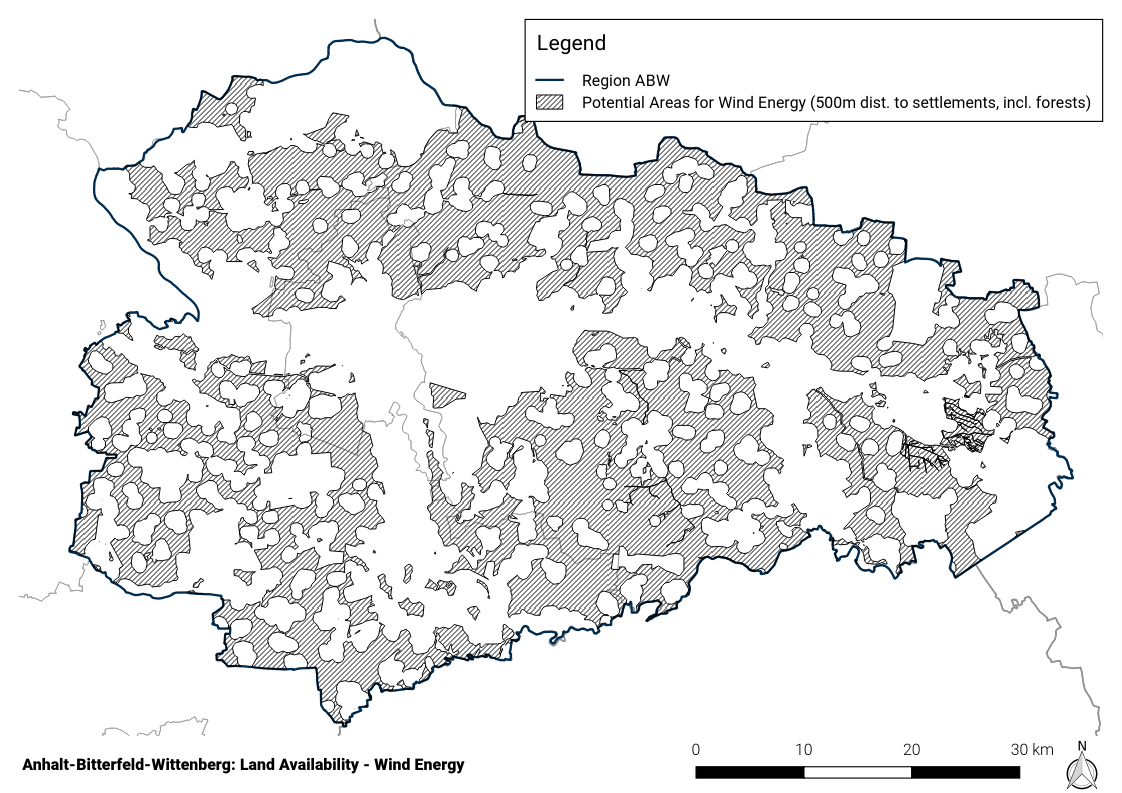 Legend
Region ABW
Potential Areas for Wind Energy (500m dist. to settlements, incl. forests)
Anhalt-Bitterfeld-Wittenberg: Land Availability - Wind Energy
0 10 20 30 km
N